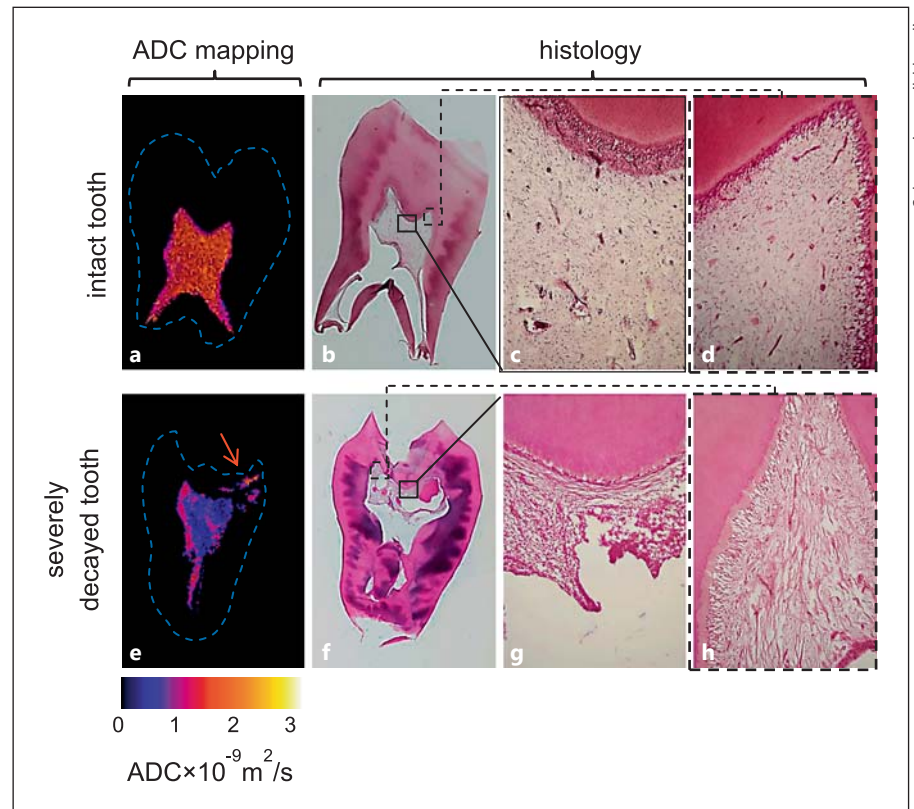 ADC mapping
histology
intact tooth
a
b
c
d
severely
decayed tooth
e
f
g
h
0 1 2 3
ADC×10⁻⁹m²/s